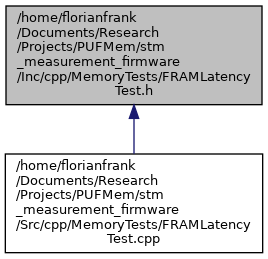 /home/florianfrank
/Documents/Research
/Projects/PUFMem/stm
_measurement_firmware
/Inc/cpp/MemoryTests/FRAMLatency
Test.h
/home/florianfrank
/Documents/Research
/Projects/PUFMem/stm
_measurement_firmware
/Src/cpp/MemoryTests/FRAMLatency
Test.cpp